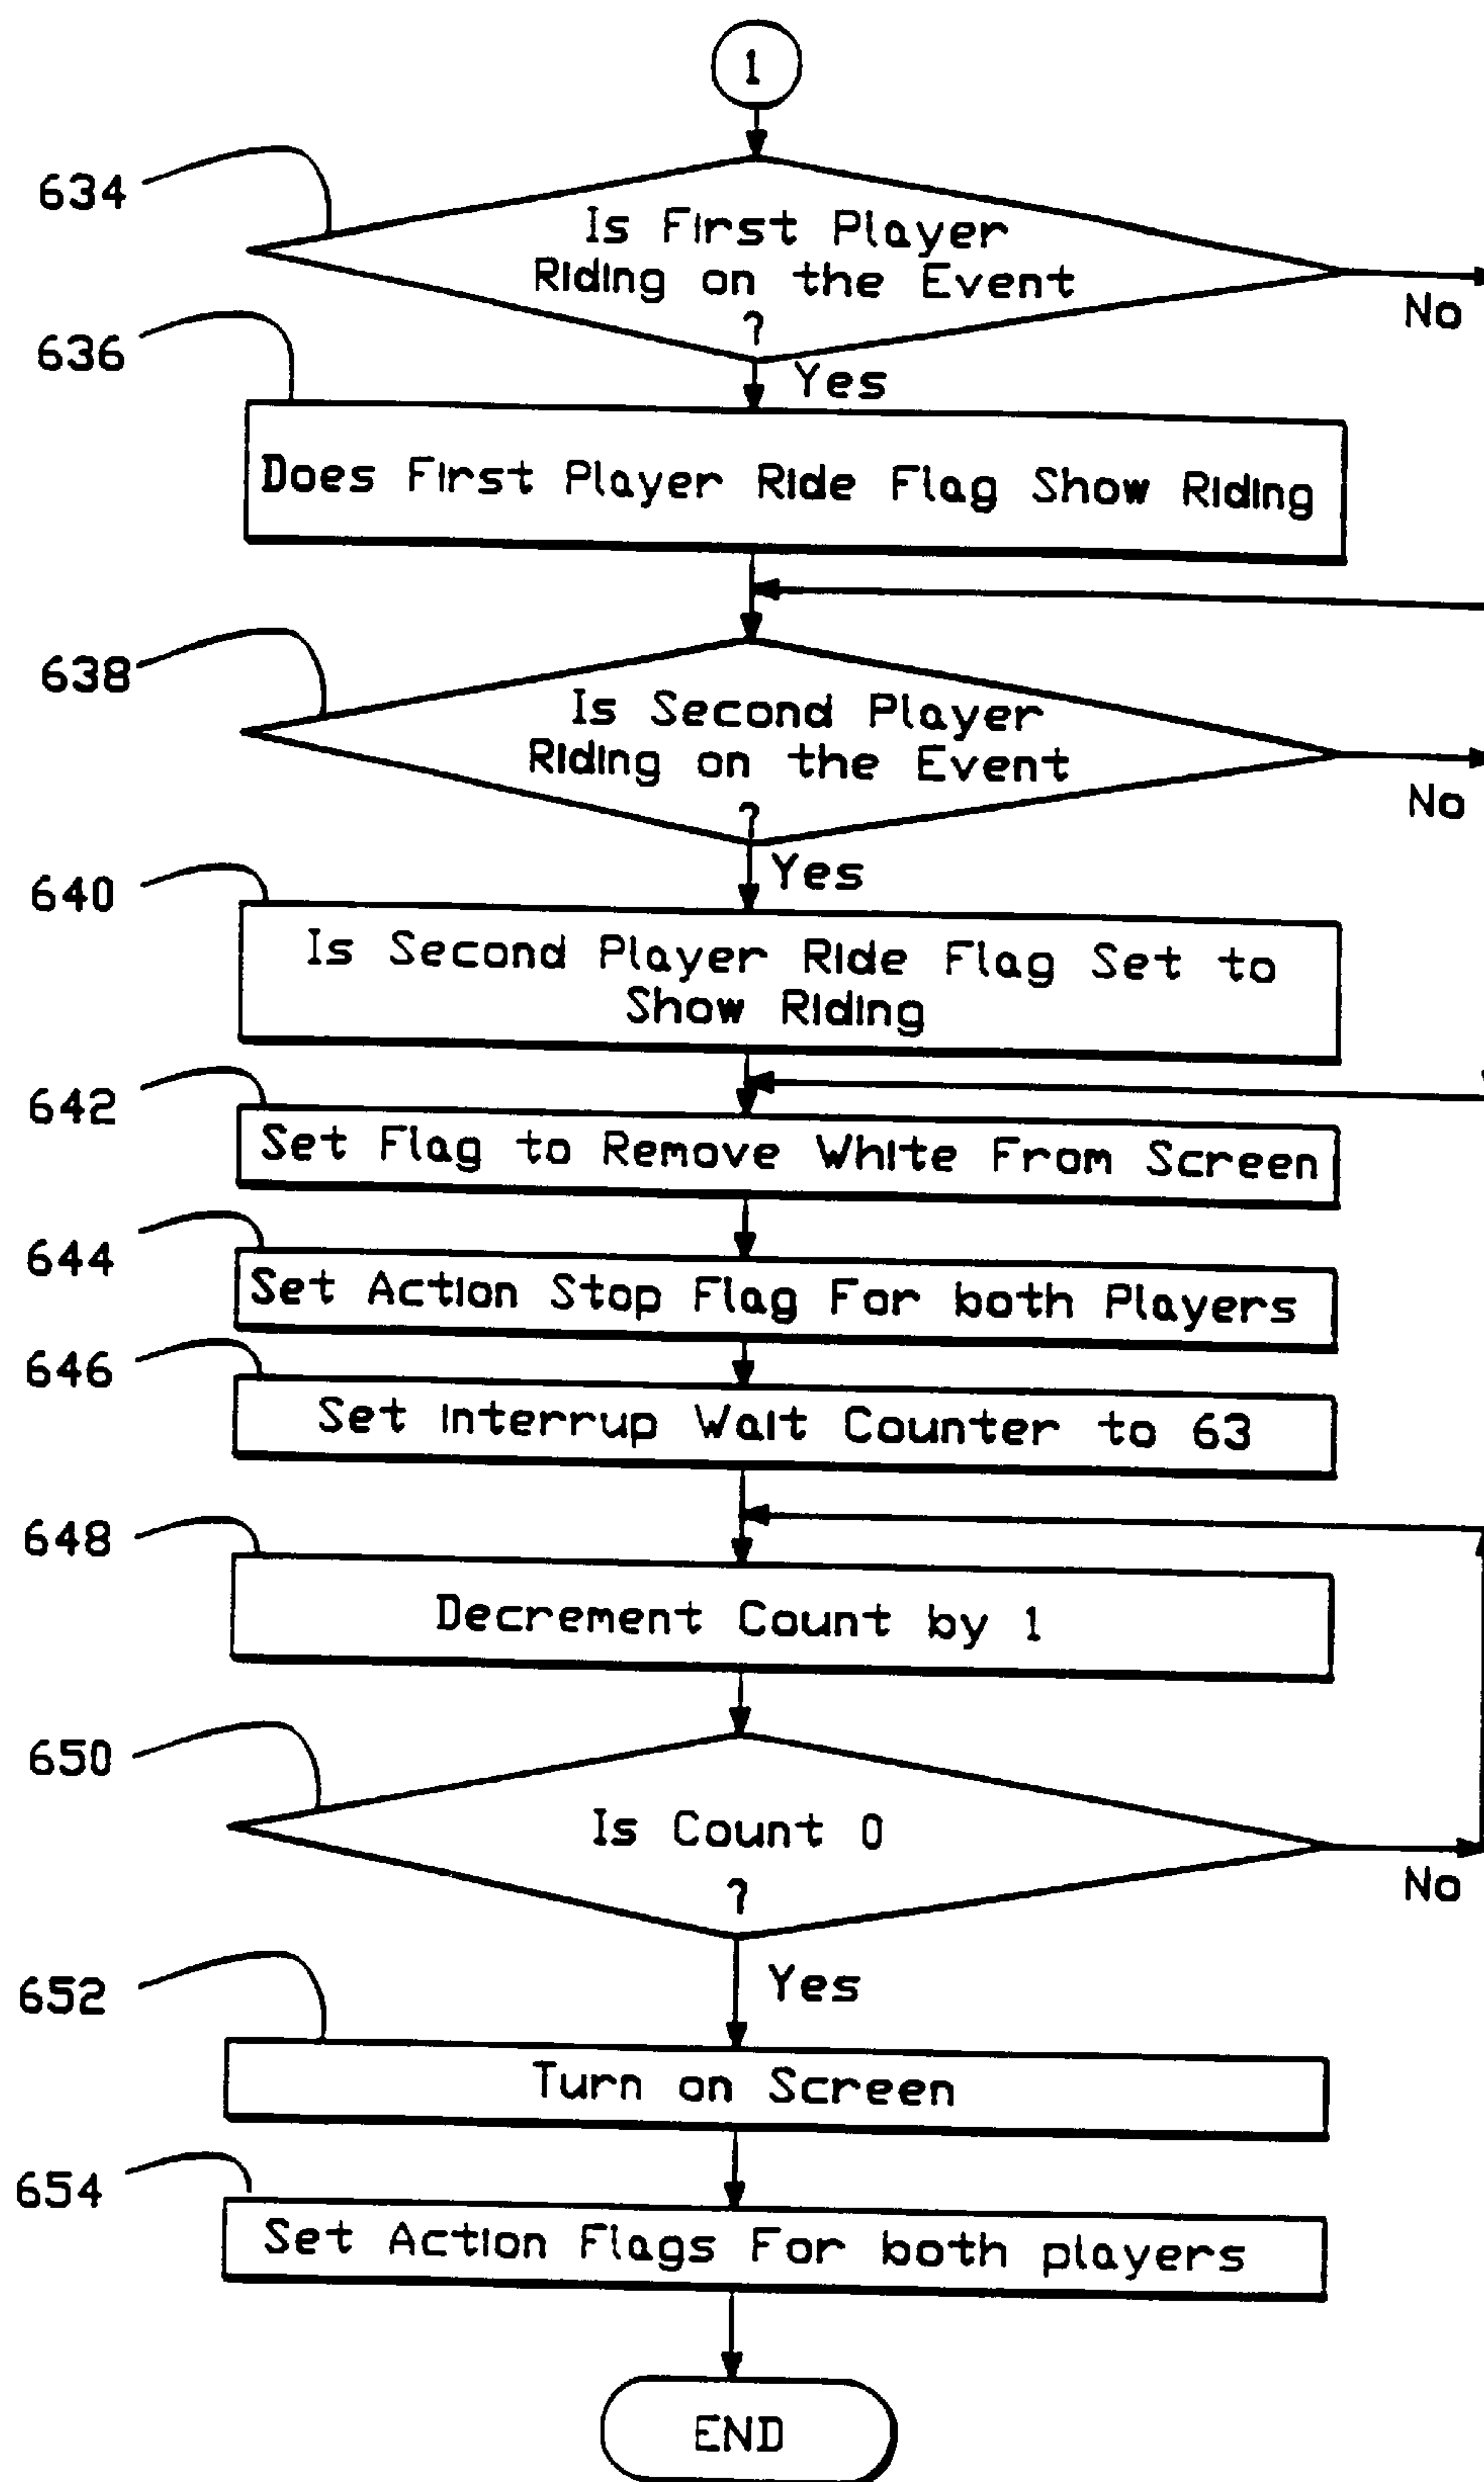 1
634
Is First Player
Riding on the Event
?
No
Yes
636
Does First Player Ride Flag Show Riding
638
Is Second Player
Riding on the Event
?
No
Yes
640
Is Second Player Ride Flag Set to
Show Riding
642
Set Flag to Remove White From Screen
644
Set Action Stop Flag For both Players
646
Set Interrup Wait Counter to 63
648
Decrement Count by 1
650
Is Count 0
?
No
Yes
652
Turn on Screen
654
Set Action Flags For both players
END